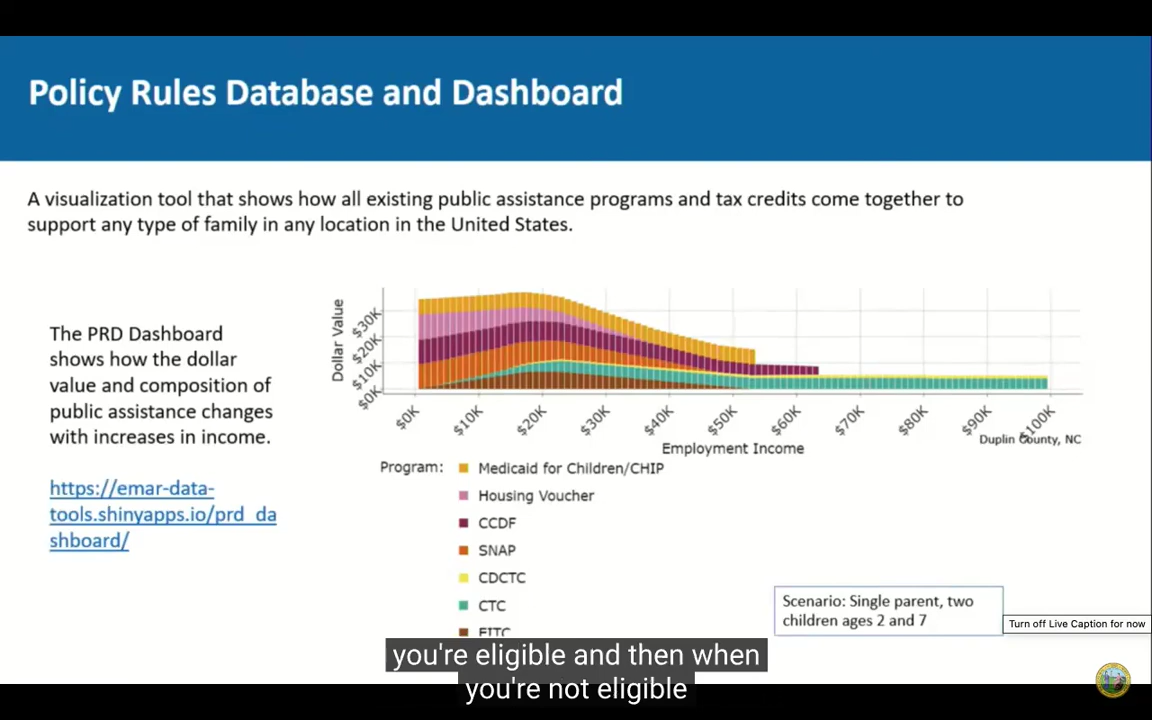 Policy Rules Database and Dashboard
A visualization tool that shows how all existing public assistance programs and tax credits come together to
support any type of family in any location in the United States.
The PRD Dashboard
shows how the dollar
value and composition of
public assistance changes
with increases in income.
https://emar-data-
tools.shinyapps.io/prd_da
shboard/
Dollar Value
$30K
$20K
$10K
$0K
$0K $10K $20K $30K $40K $50K $60K $70K $80K $90K $100K
Duplin County, NC
Employment Income
Program:
Medicaid for Children/CHIP
Housing Voucher
CCDF
SNAP
CDCTC
CTC
EITC
Scenario: Single parent, two
children ages 2 and 7
Turn off Live Caption for now
you're eligible and then when
you're not eligible